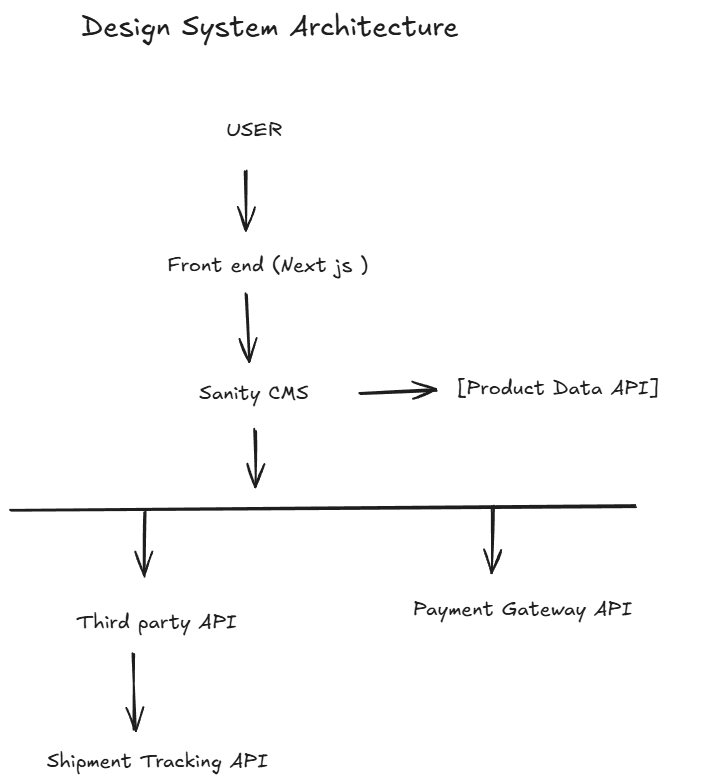 Design System Architecture
USER
Front end (Next js )
Sanity CMS
[Product Data API]
Third party API
Payment Gateway API
Shipment Tracking API